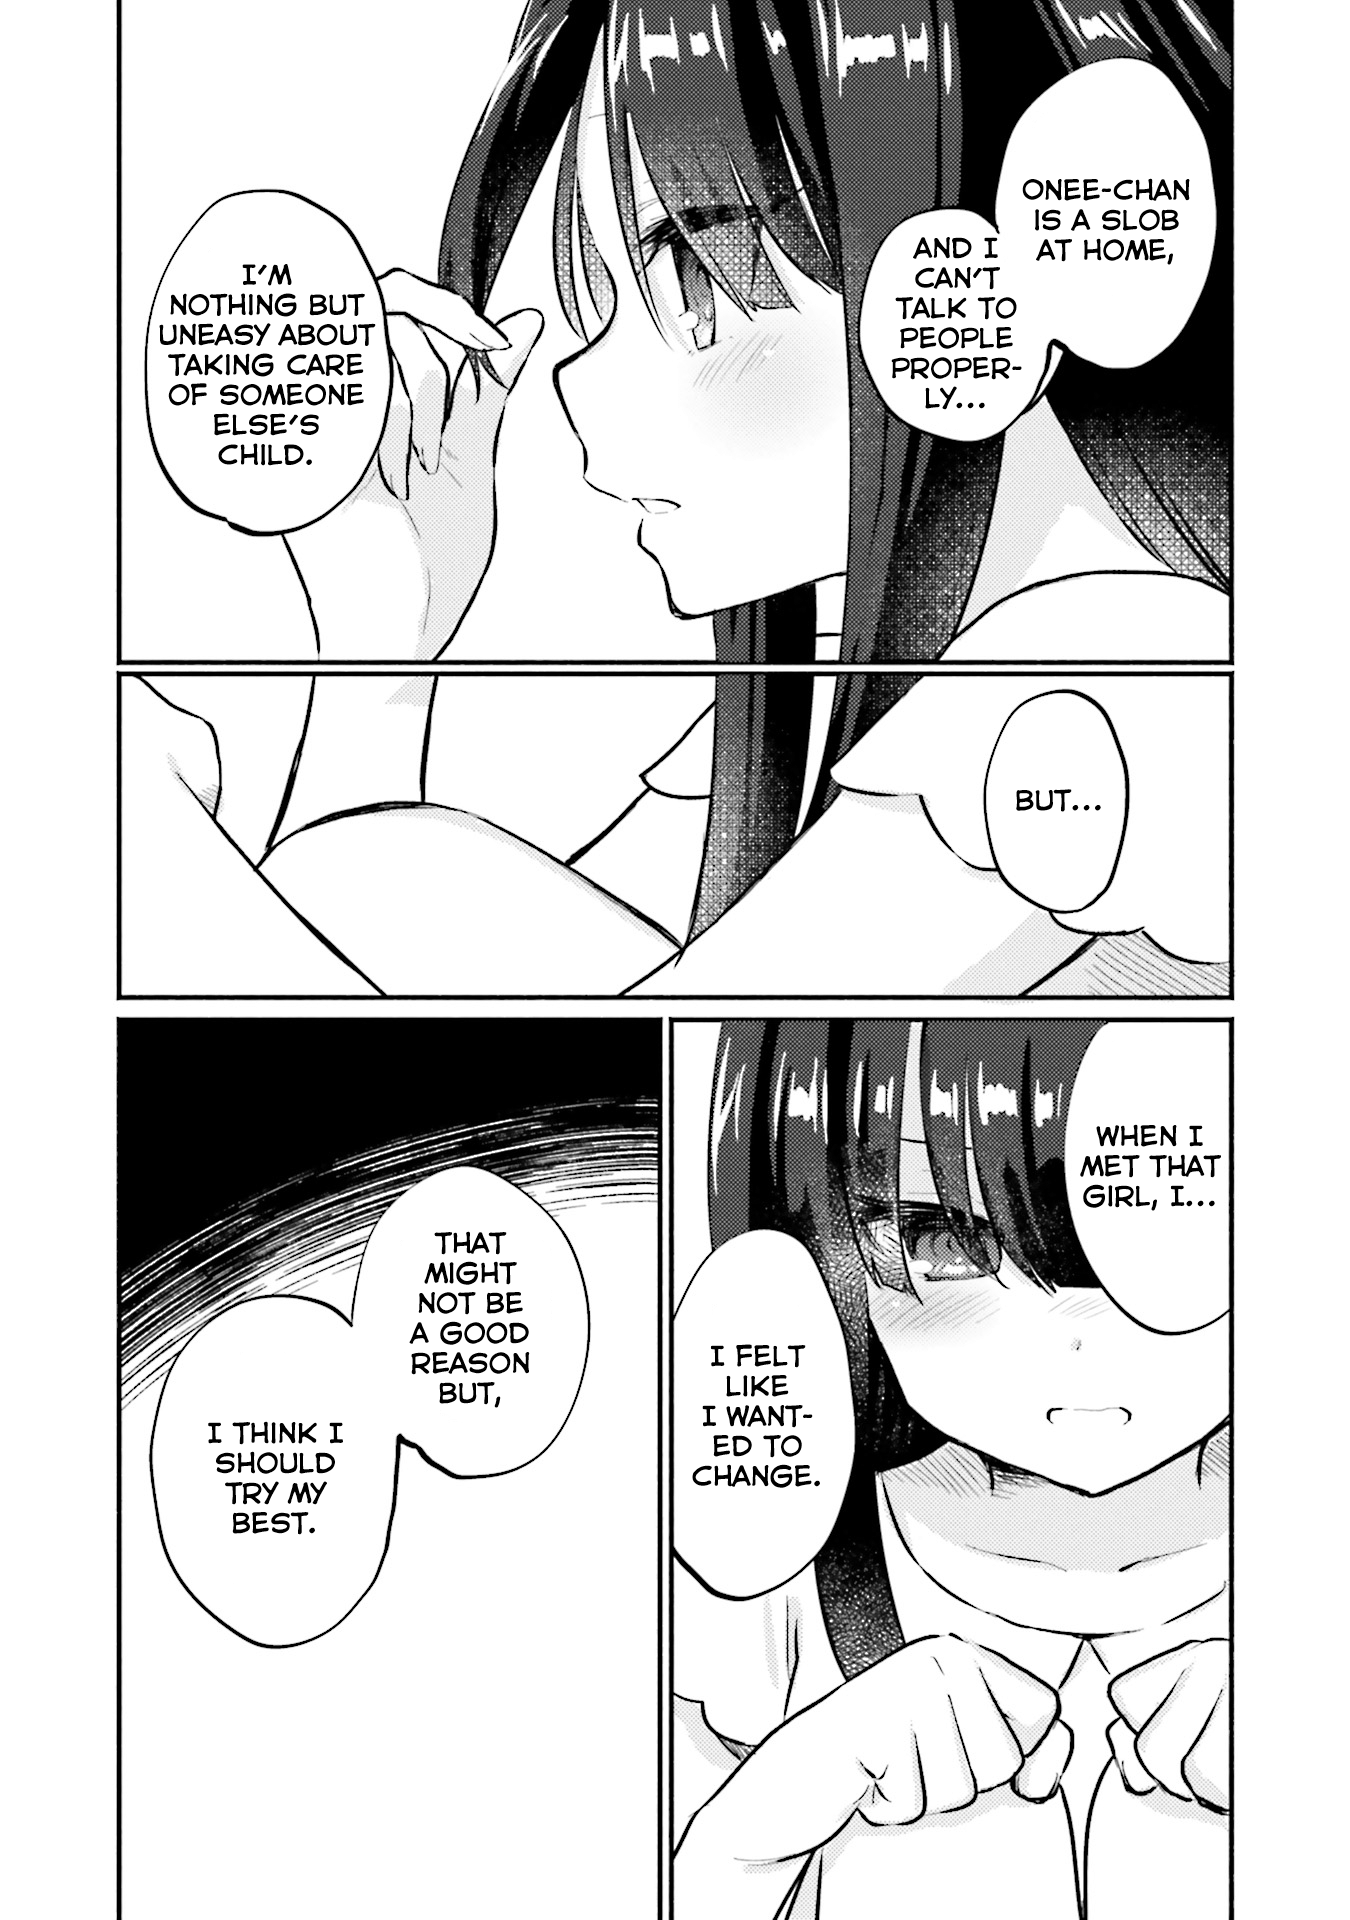 ONEE-CHAN
IS A SLOB
AT HOME,
AND I
CAN'T
TALK TO
PEOPLE
PROPER-
LY...
I'M
NOTHING BUT
UNEASY ABOUT
TAKING CARE
OF SOMEONE
ELSE'S
CHILD.
BUT...
WHEN I
MET THAT
GIRL, I...
I FELT
LIKE
I WANT-
ED TO
CHANGE.
THAT
MIGHT
NOT BE
A GOOD
REASON
BUT,
I THINK I
SHOULD
TRY MY
BEST.